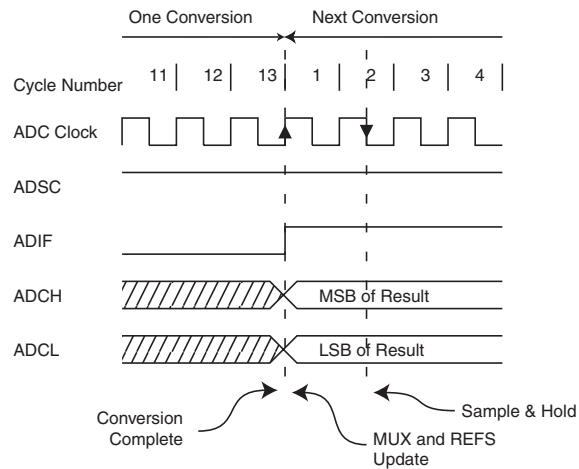 One Conversion
Next Conversion
Cycle Number
11
12
13
1
2
3
4
ADC Clock
ADSC
ADIF
ADCH
MSB of Result
ADCL
LSB of Result
Conversion
Complete
MUX and REFS
Update
Sample & Hold